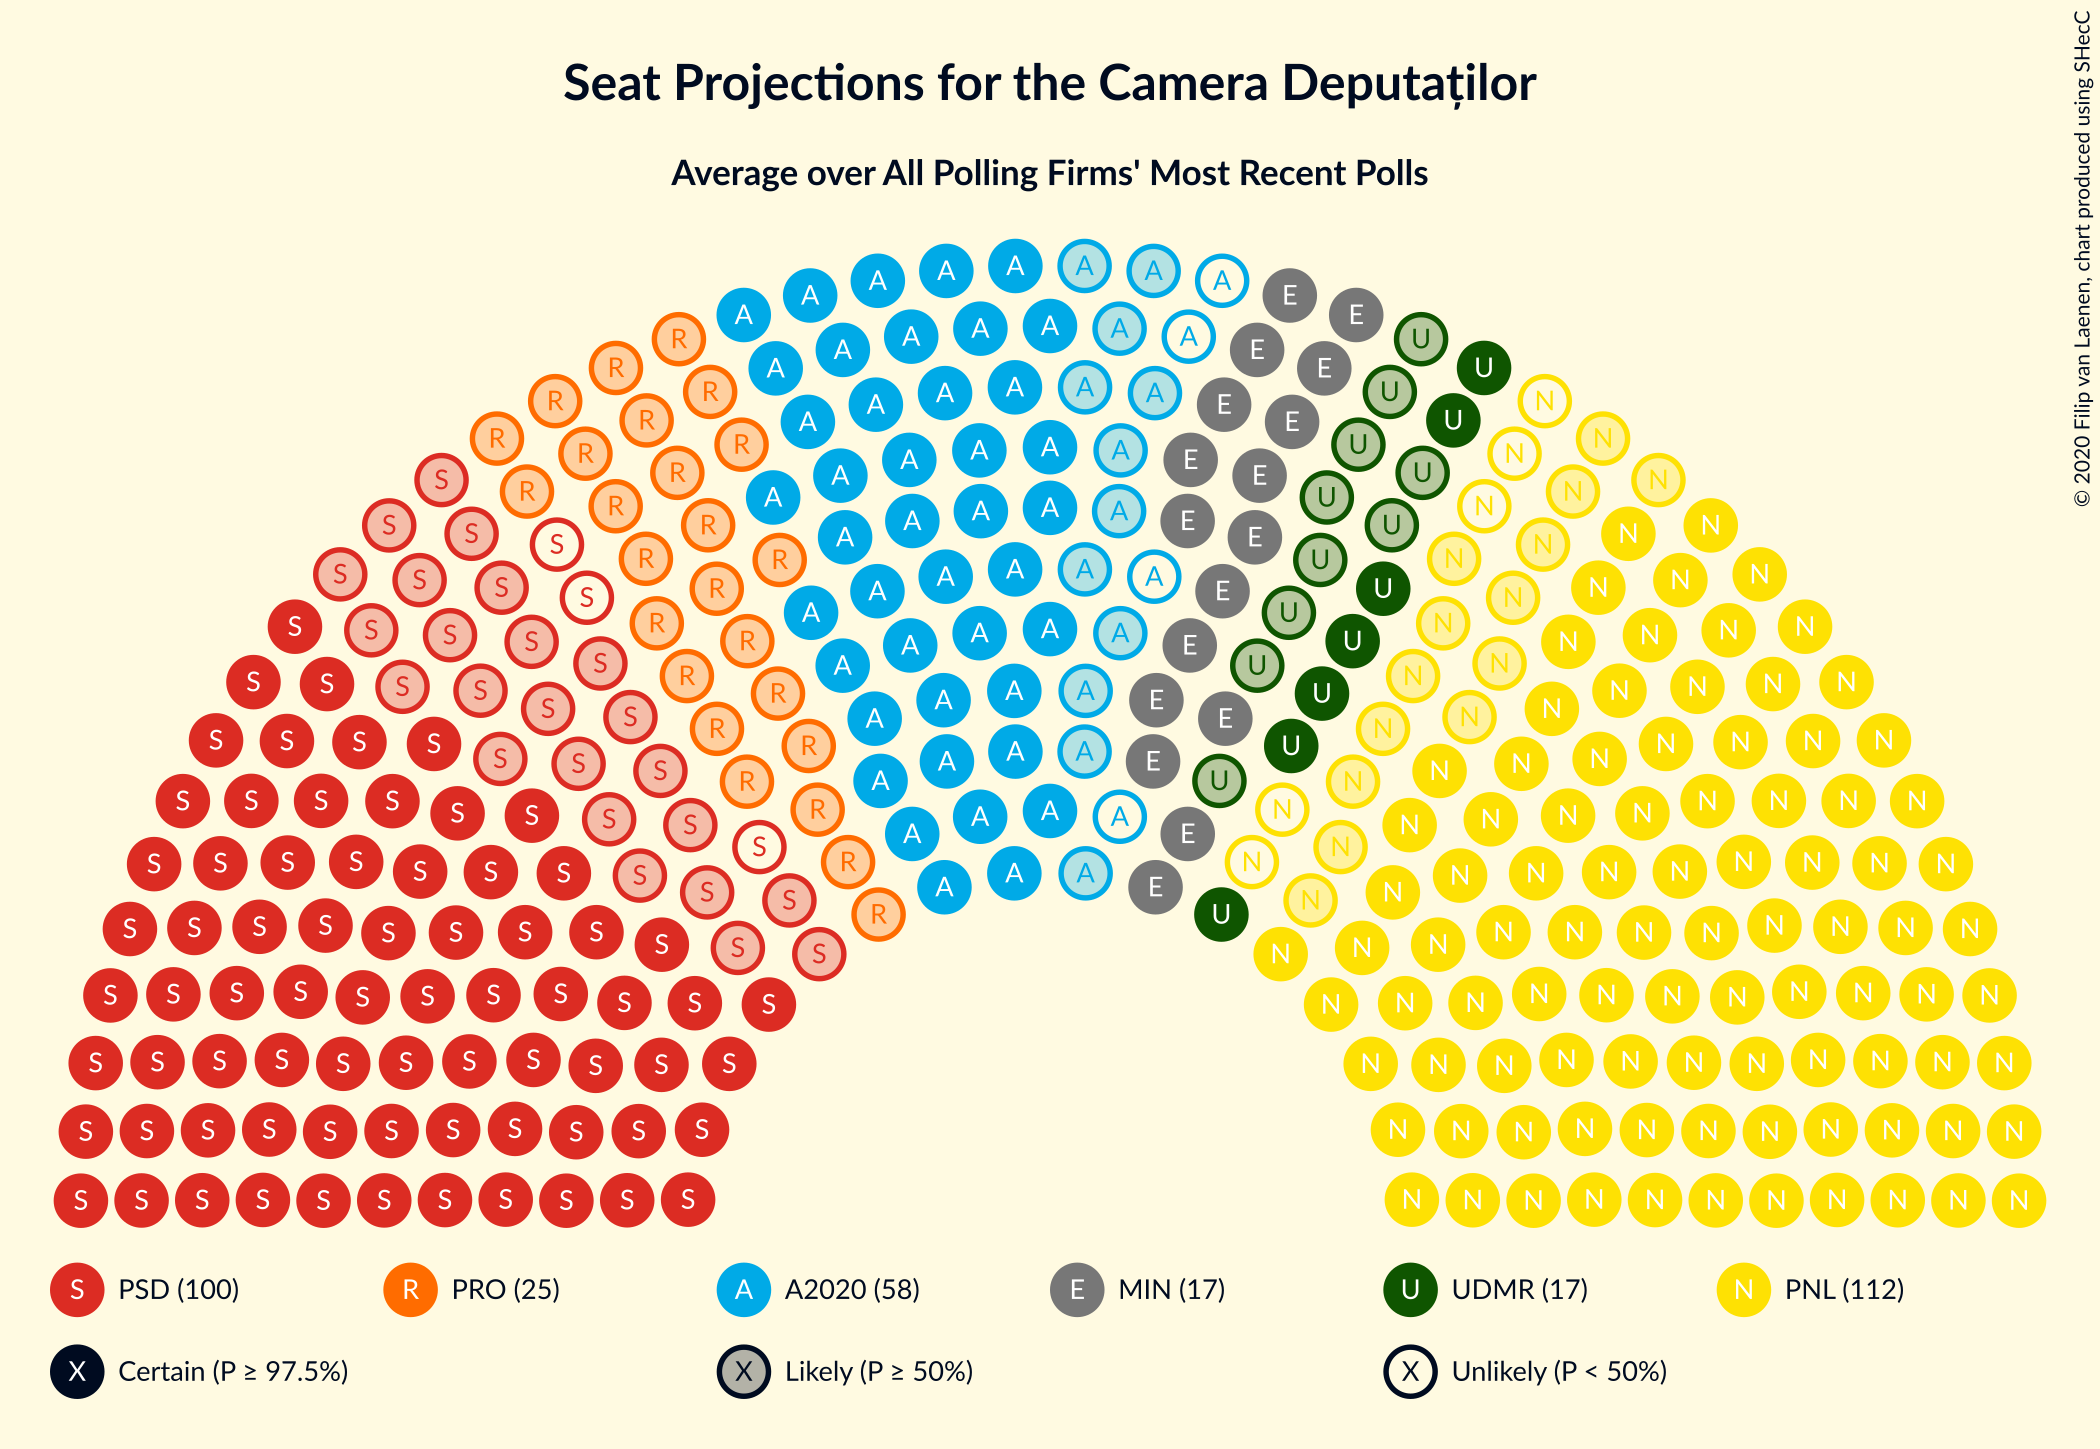 Seat Projections for the Camera Deputaților
Average over All Polling Firms' Most Recent Polls
© 2020 Filip van Laenen, chart produced using SHecC
S PSD (100) R PRO (25) A A2020 (58) E MIN (17) U UDMR (17) N PNL (112)
X Certain (P ≥ 97.5%) X Likely (P ≥ 50%) X Unlikely (P < 50%)